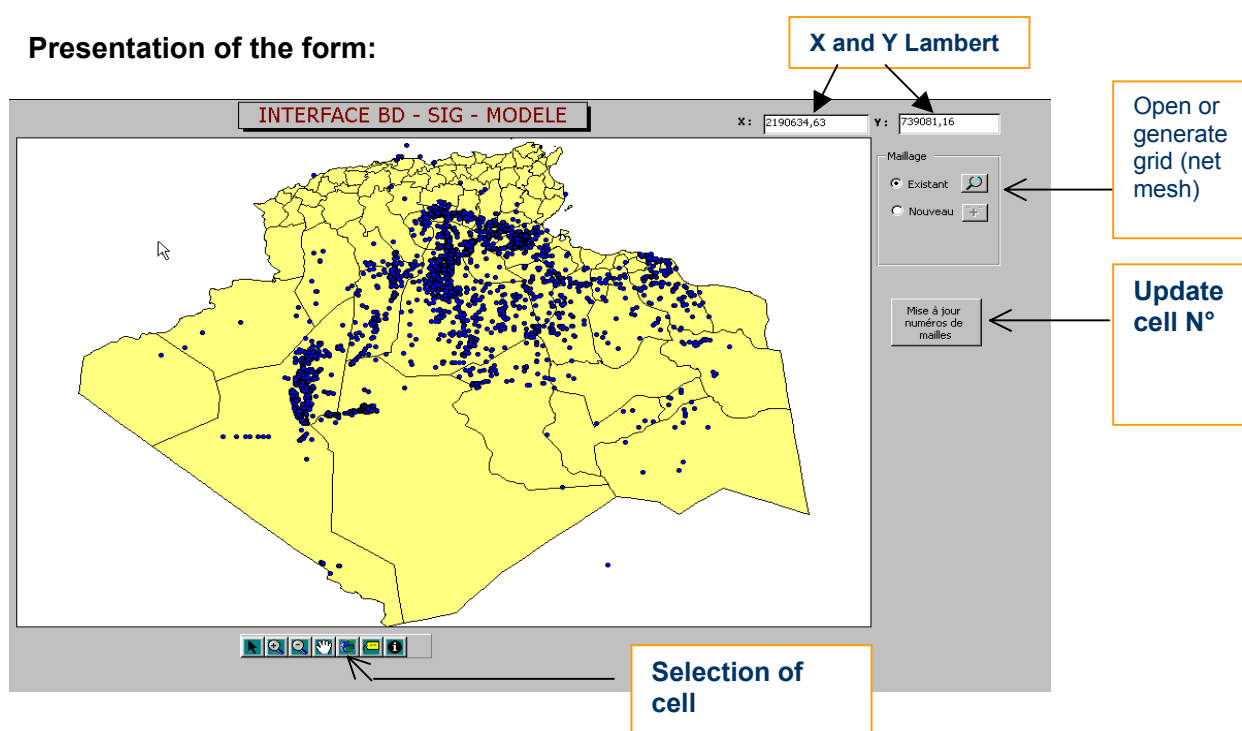 Presentation of the form:
X and Y Lambert
INTERFACE BD - SIG - MODELE
X: 2190634,63
Y: 739081,16
Open or
generate
grid (net
mesh)
Maillage
Existant
Nouveau
Update
cell N°
Mise à jour
numéros de
mailles
Selection of
cell